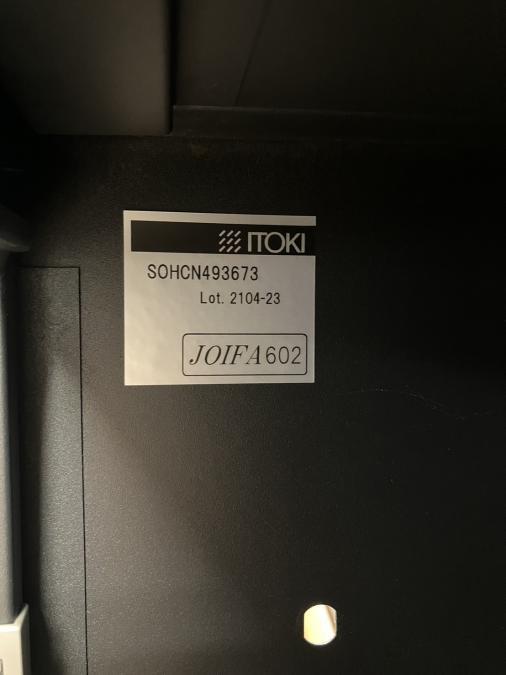 ITOKI
SOHCN493673
Lot. 2104-23
JOIFA602